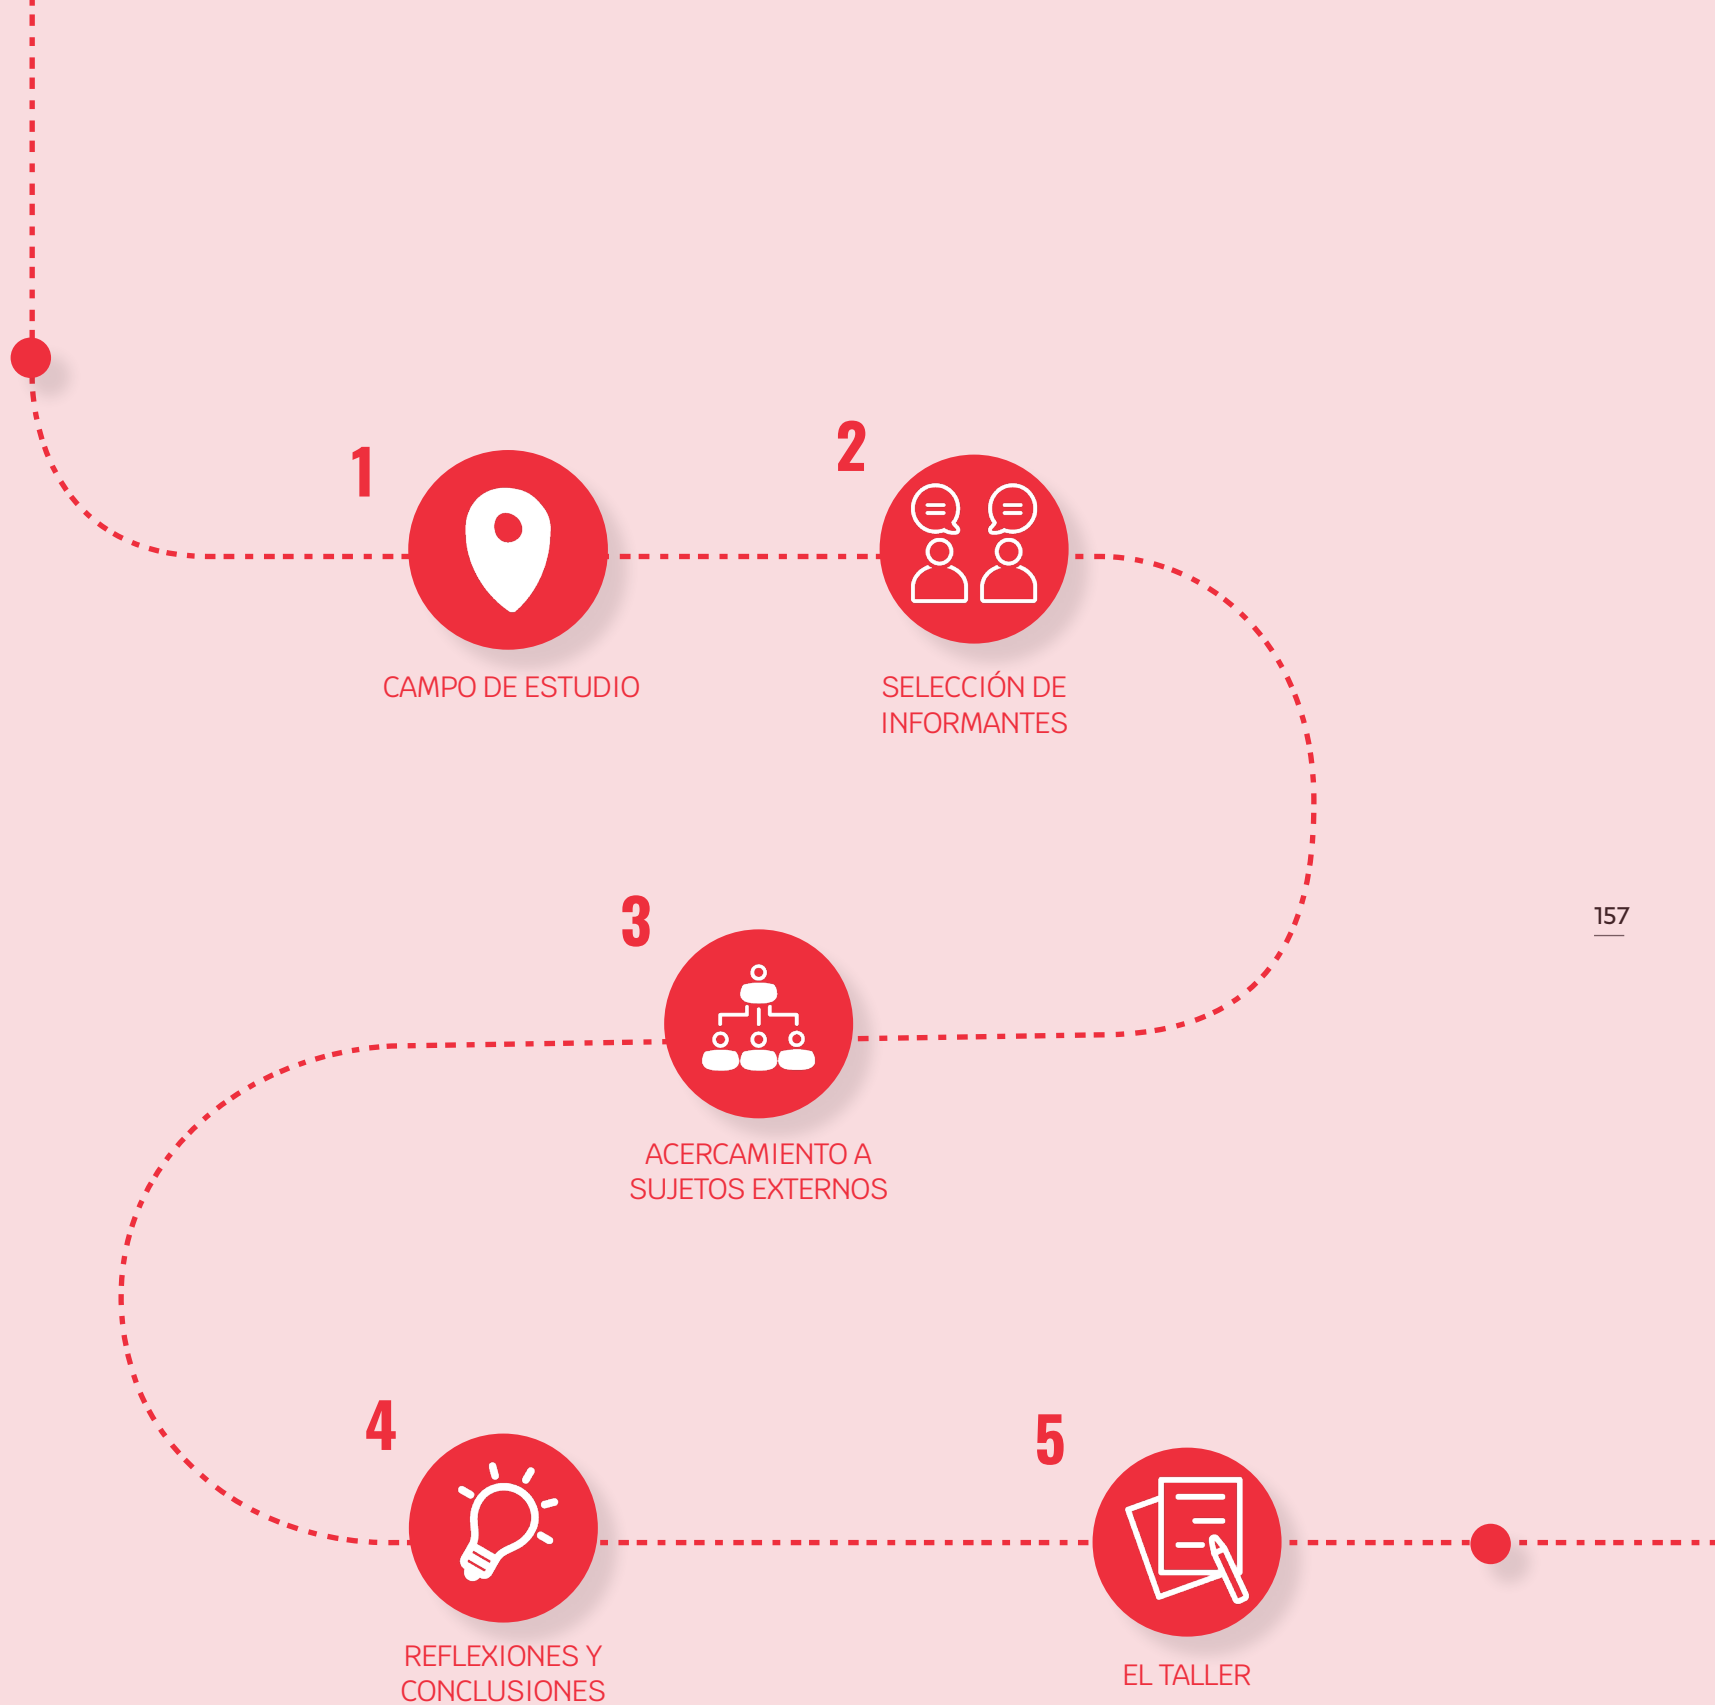 1
CAMPO DE ESTUDIO
2
SELECCIÓN DE
INFORMANTES
157
3
ACERCAMIENTO A
SUJETOS EXTERNOS
4
REFLEXIONES Y
CONCLUSIONES
5
EL TALLER